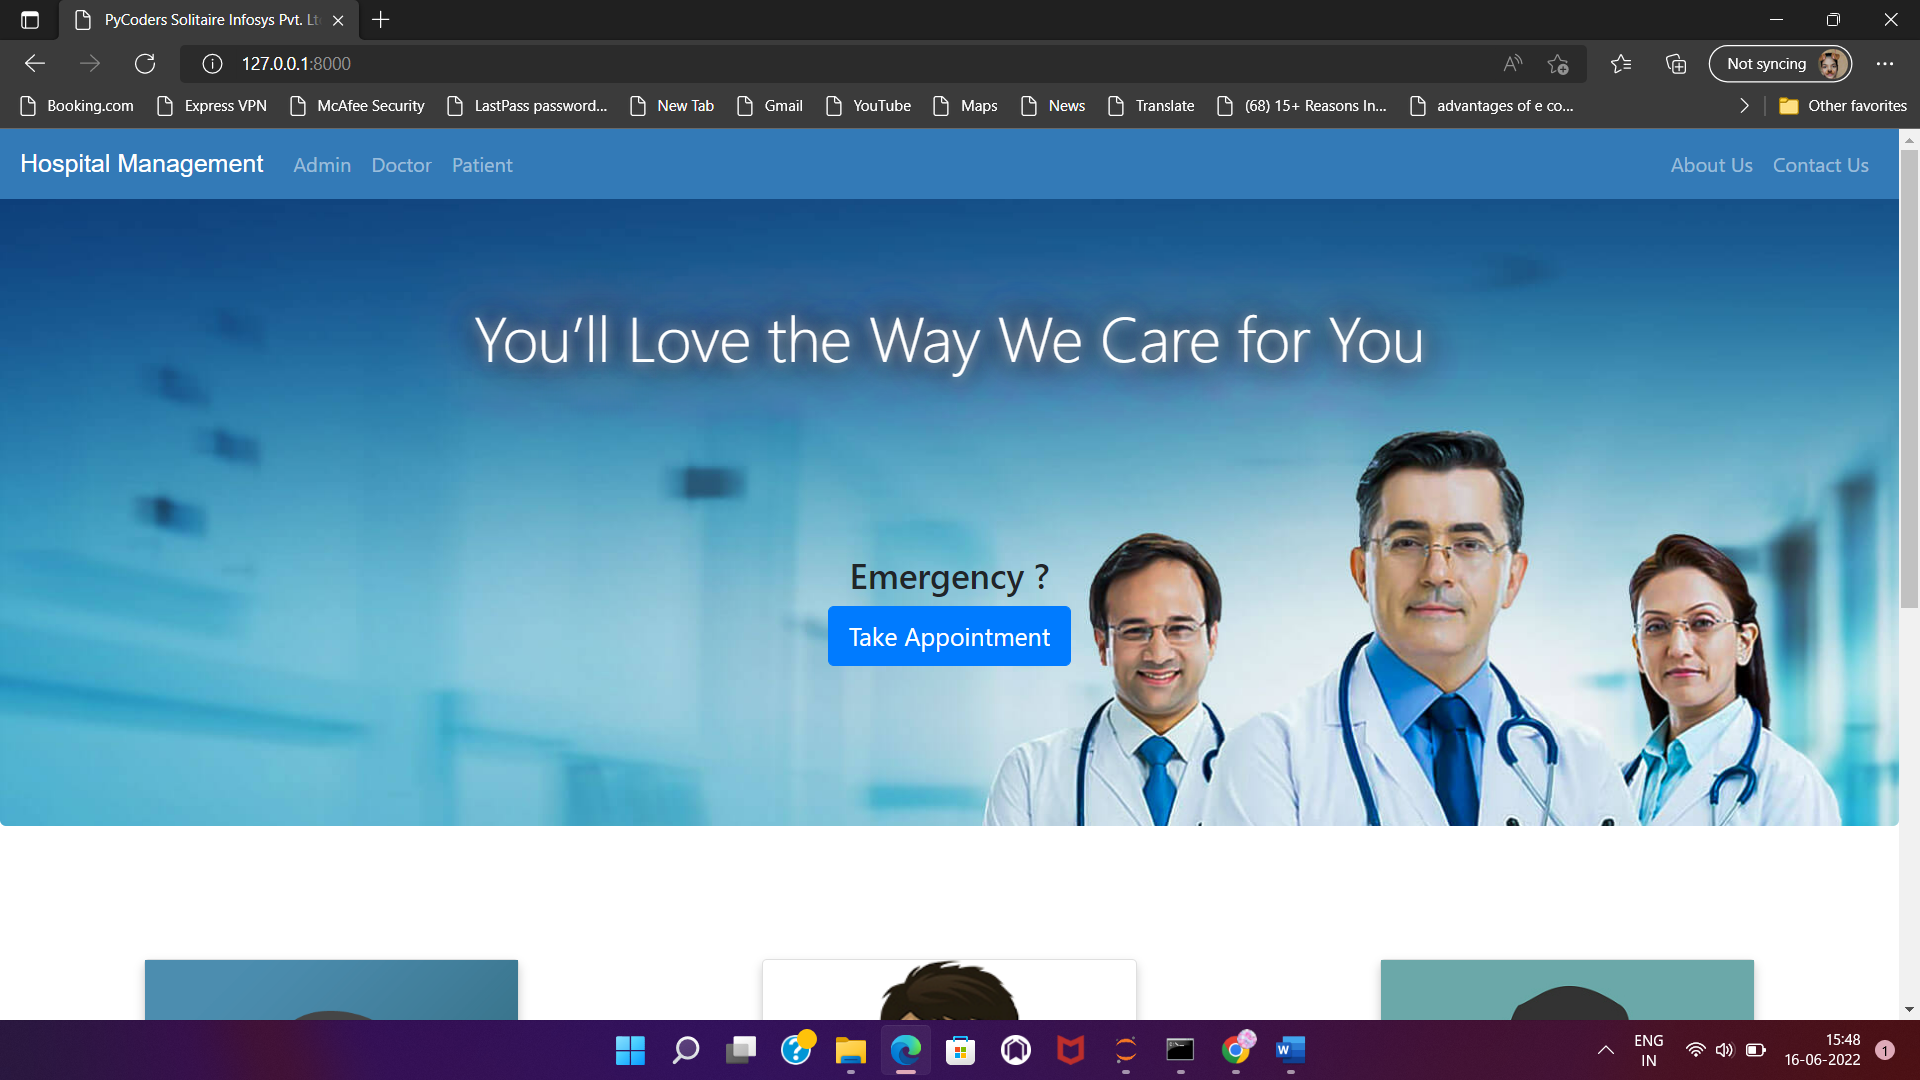 PyCoders Solitaire Infosys Pvt. Lt
127.0.0.1:8000
Not syncing
Booking.com Express VPN McAfee Security LastPass password... New Tab Gmail YouTube Maps News Translate (68) 15+ Reasons In... advantages of e co... Other favorites
Hospital Management Admin Doctor Patient About Us Contact Us
You’ll Love the Way We Care for You
Emergency ?
Take Appointment
ENG
IN
15:48
16-06-2022
1